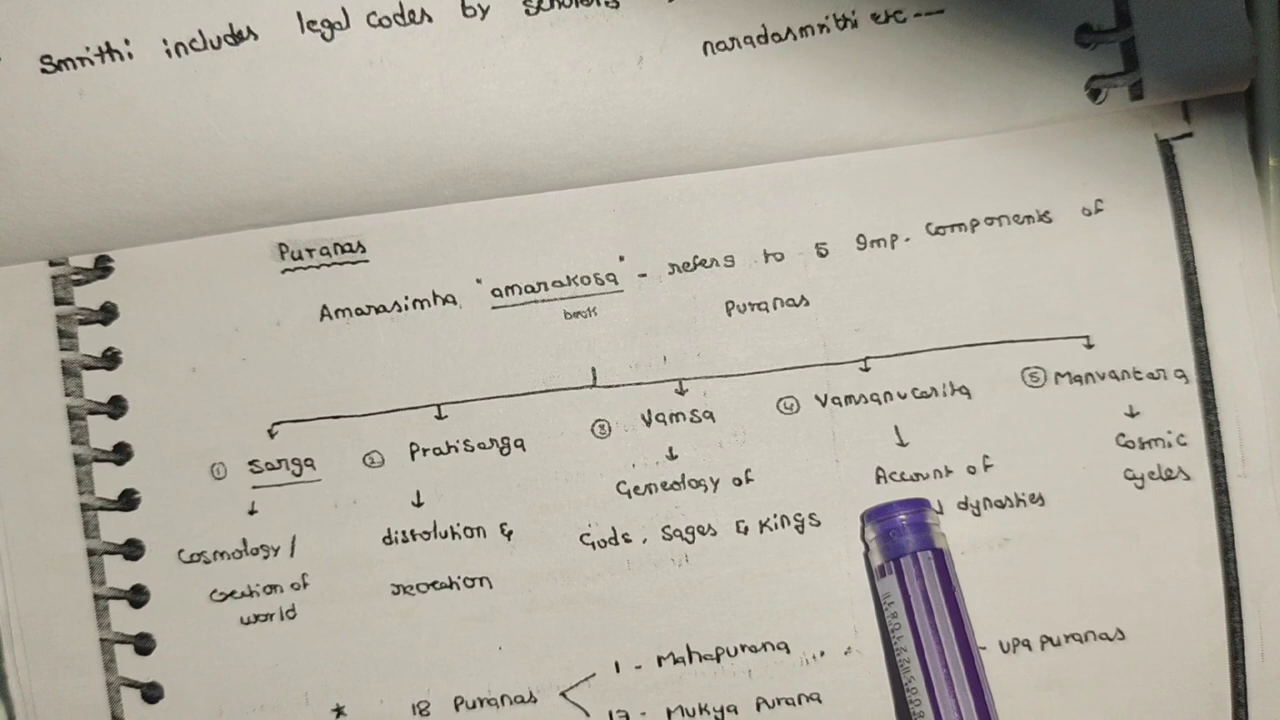 Smrithi includes legal codes by
naradasmrithi etc ---
Puranas
Amarasimha "amarakosa" - refers to 5 Imp. components of
book
Puranas
① Sarga
↓
Cosmology /
creation of
world
② Pratisarga
↓
dissolution &
recreation
③ Vamsa
↓
Geneology of
Gods, Sages & Kings
④ Vamsanucarita
↓
Account of
dynasties
⑤ Manvantara
↓
Cosmic
cycles
* 18 Puranas
1 - Mahapurana
17 - Mukya Purana
- upa puranas